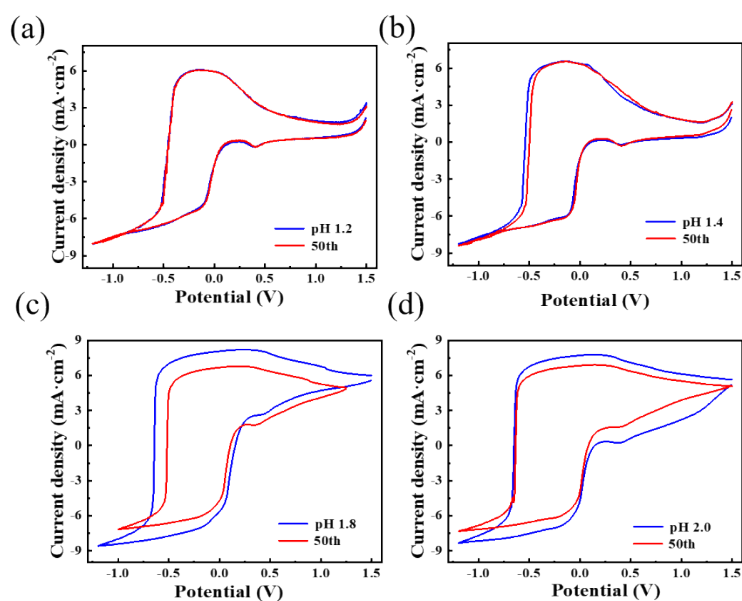 (a)
Current density (mA·cm-2)
6
3
0
-3
-6
-9
pH 1.2
50th
-1.0
-0.5
0.0
0.5
1.0
1.5
Potential (V)
(b)
Current density (mA·cm-2)
6
3
0
-3
-6
-9
pH 1.4
50th
-1.0
-0.5
0.0
0.5
1.0
1.5
Potential (V)
(c)
Current density (mA·cm-2)
9
6
3
0
-3
-6
-9
pH 1.8
50th
-1.0
-0.5
0.0
0.5
1.0
1.5
Potential (V)
(d)
Current density (mA·cm-2)
9
6
3
0
-3
-6
-9
pH 2.0
50th
-1.0
-0.5
0.0
0.5
1.0
1.5
Potential (V)